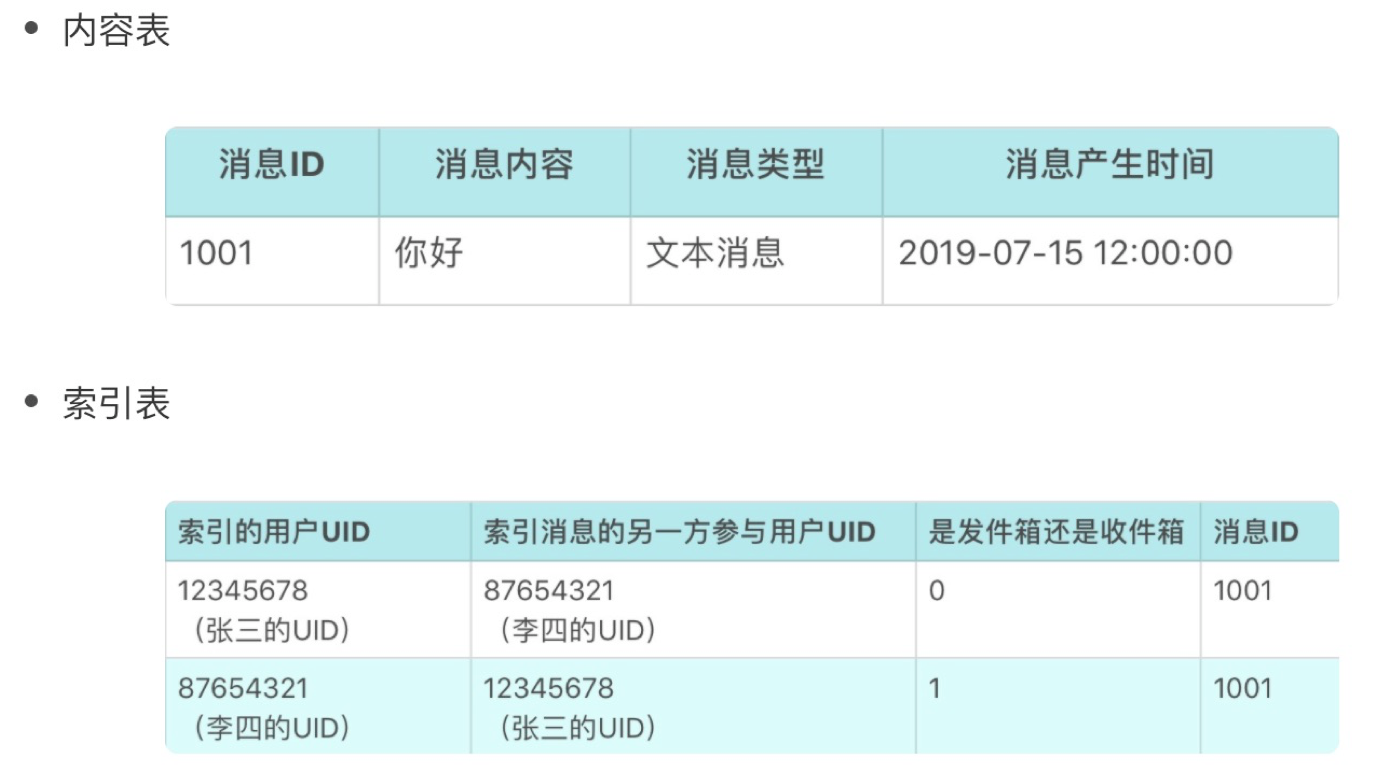 • 内容表
消息ID 消息内容 消息类型 消息产生时间
1001 你好 文本消息 2019-07-15 12:00:00
• 索引表
索引的用户UID 索引消息的另一方参与用户UID 是发件箱还是收件箱 消息ID
12345678 87654321 0 1001
（张三的UID） （李四的UID）
87654321 12345678 1 1001
（李四的UID） （张三的UID）